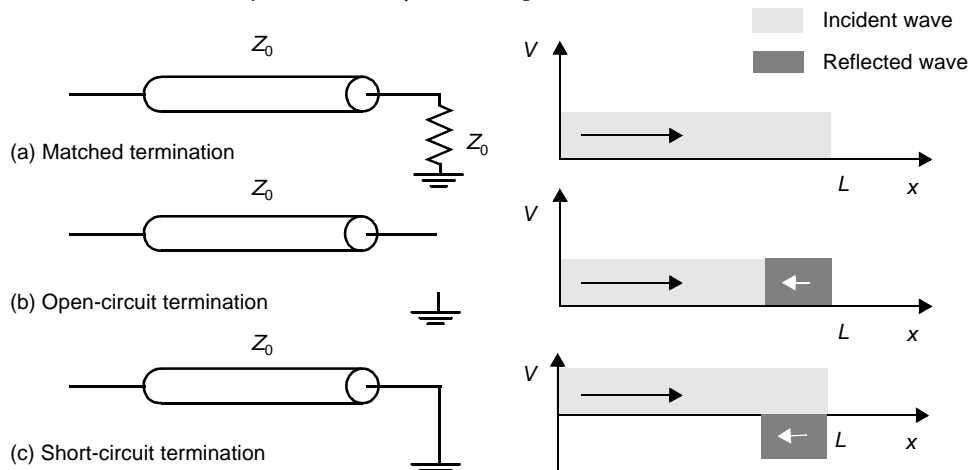 Incident wave
Reflected wave
Z0
V
Z0
(a) Matched termination
L
x
Z0
V
(b) Open-circuit termination
L
x
Z0
V
(c) Short-circuit termination
L
x